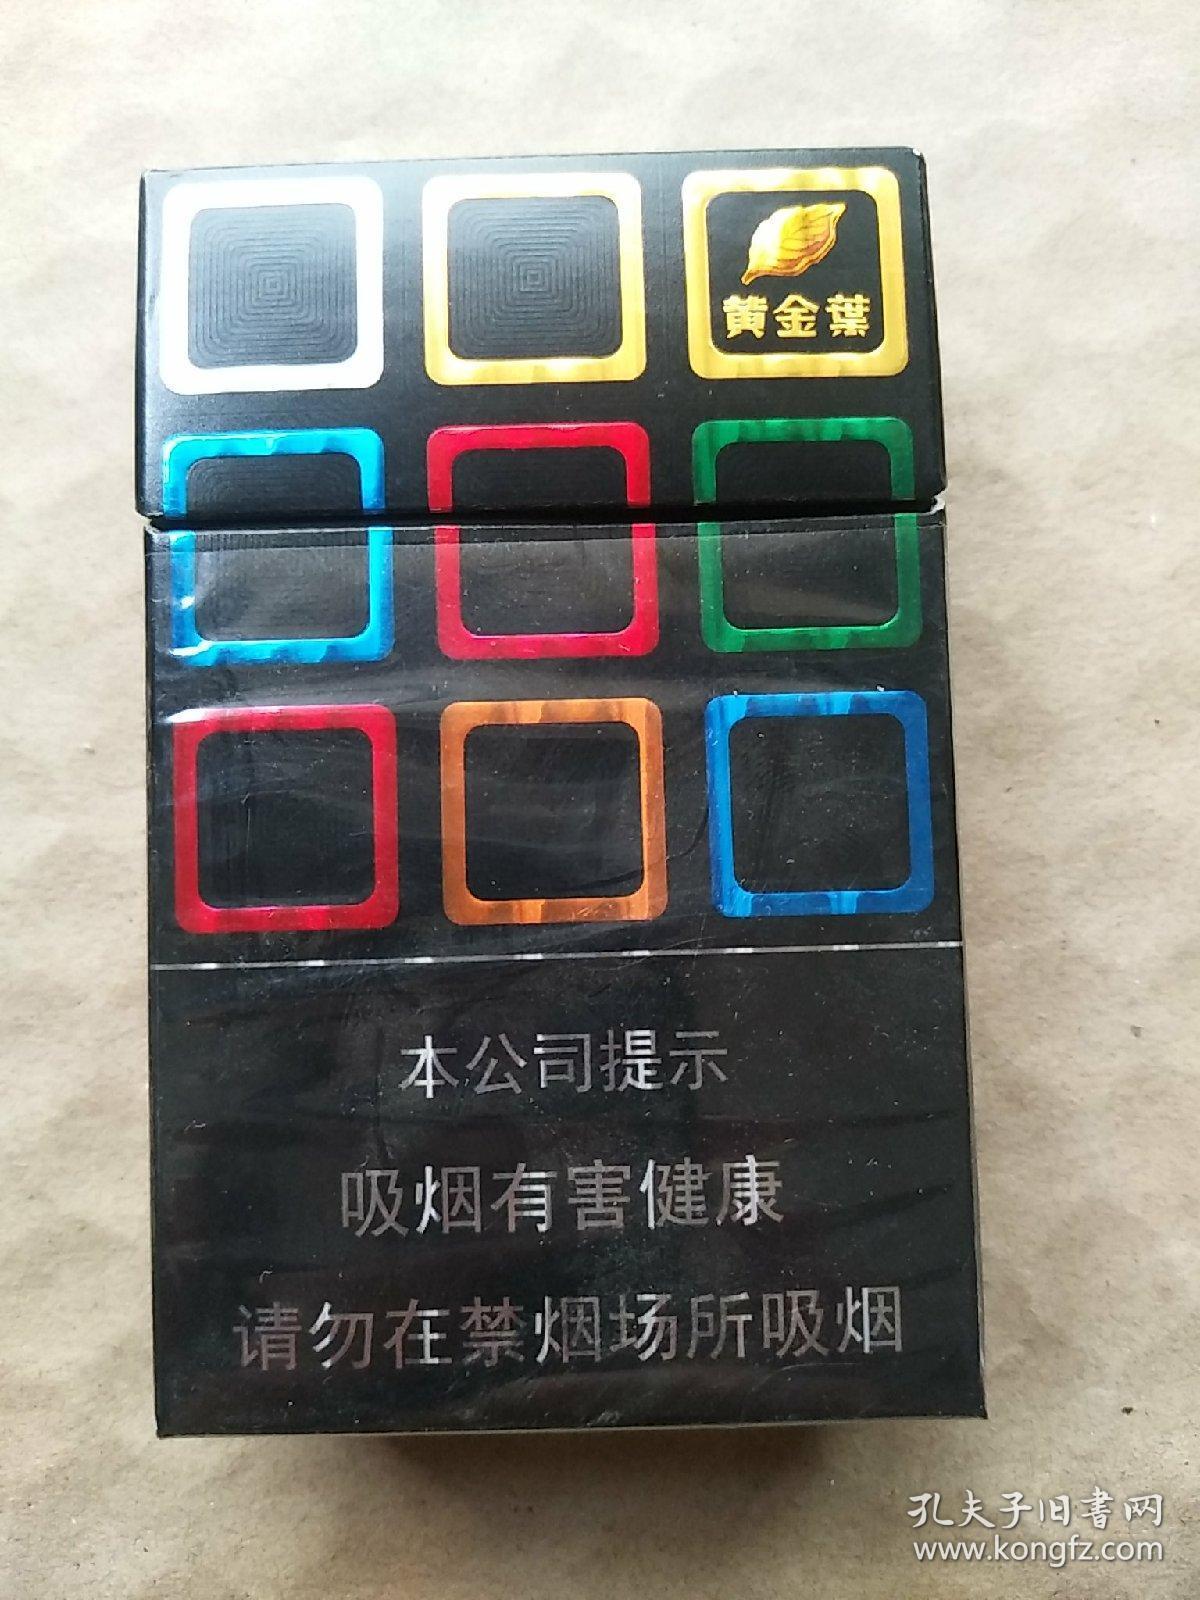 黄金葉
本公司提示
吸烟有害健康
请勿在禁烟场所吸烟
孔夫子旧書网
www.kongfz.com